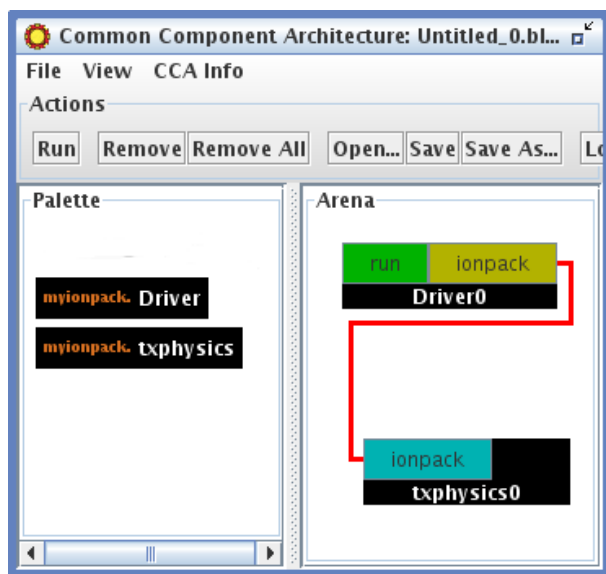 Common Component Architecture: Untitled_0.bl...
File View CCA Info
Actions
Run Remove Remove All Open... Save Save As... Lo
Palette
myionpack. Driver
myionpack. txphysics
Arena
run ionpack
Driver0
ionpack
txphysics0